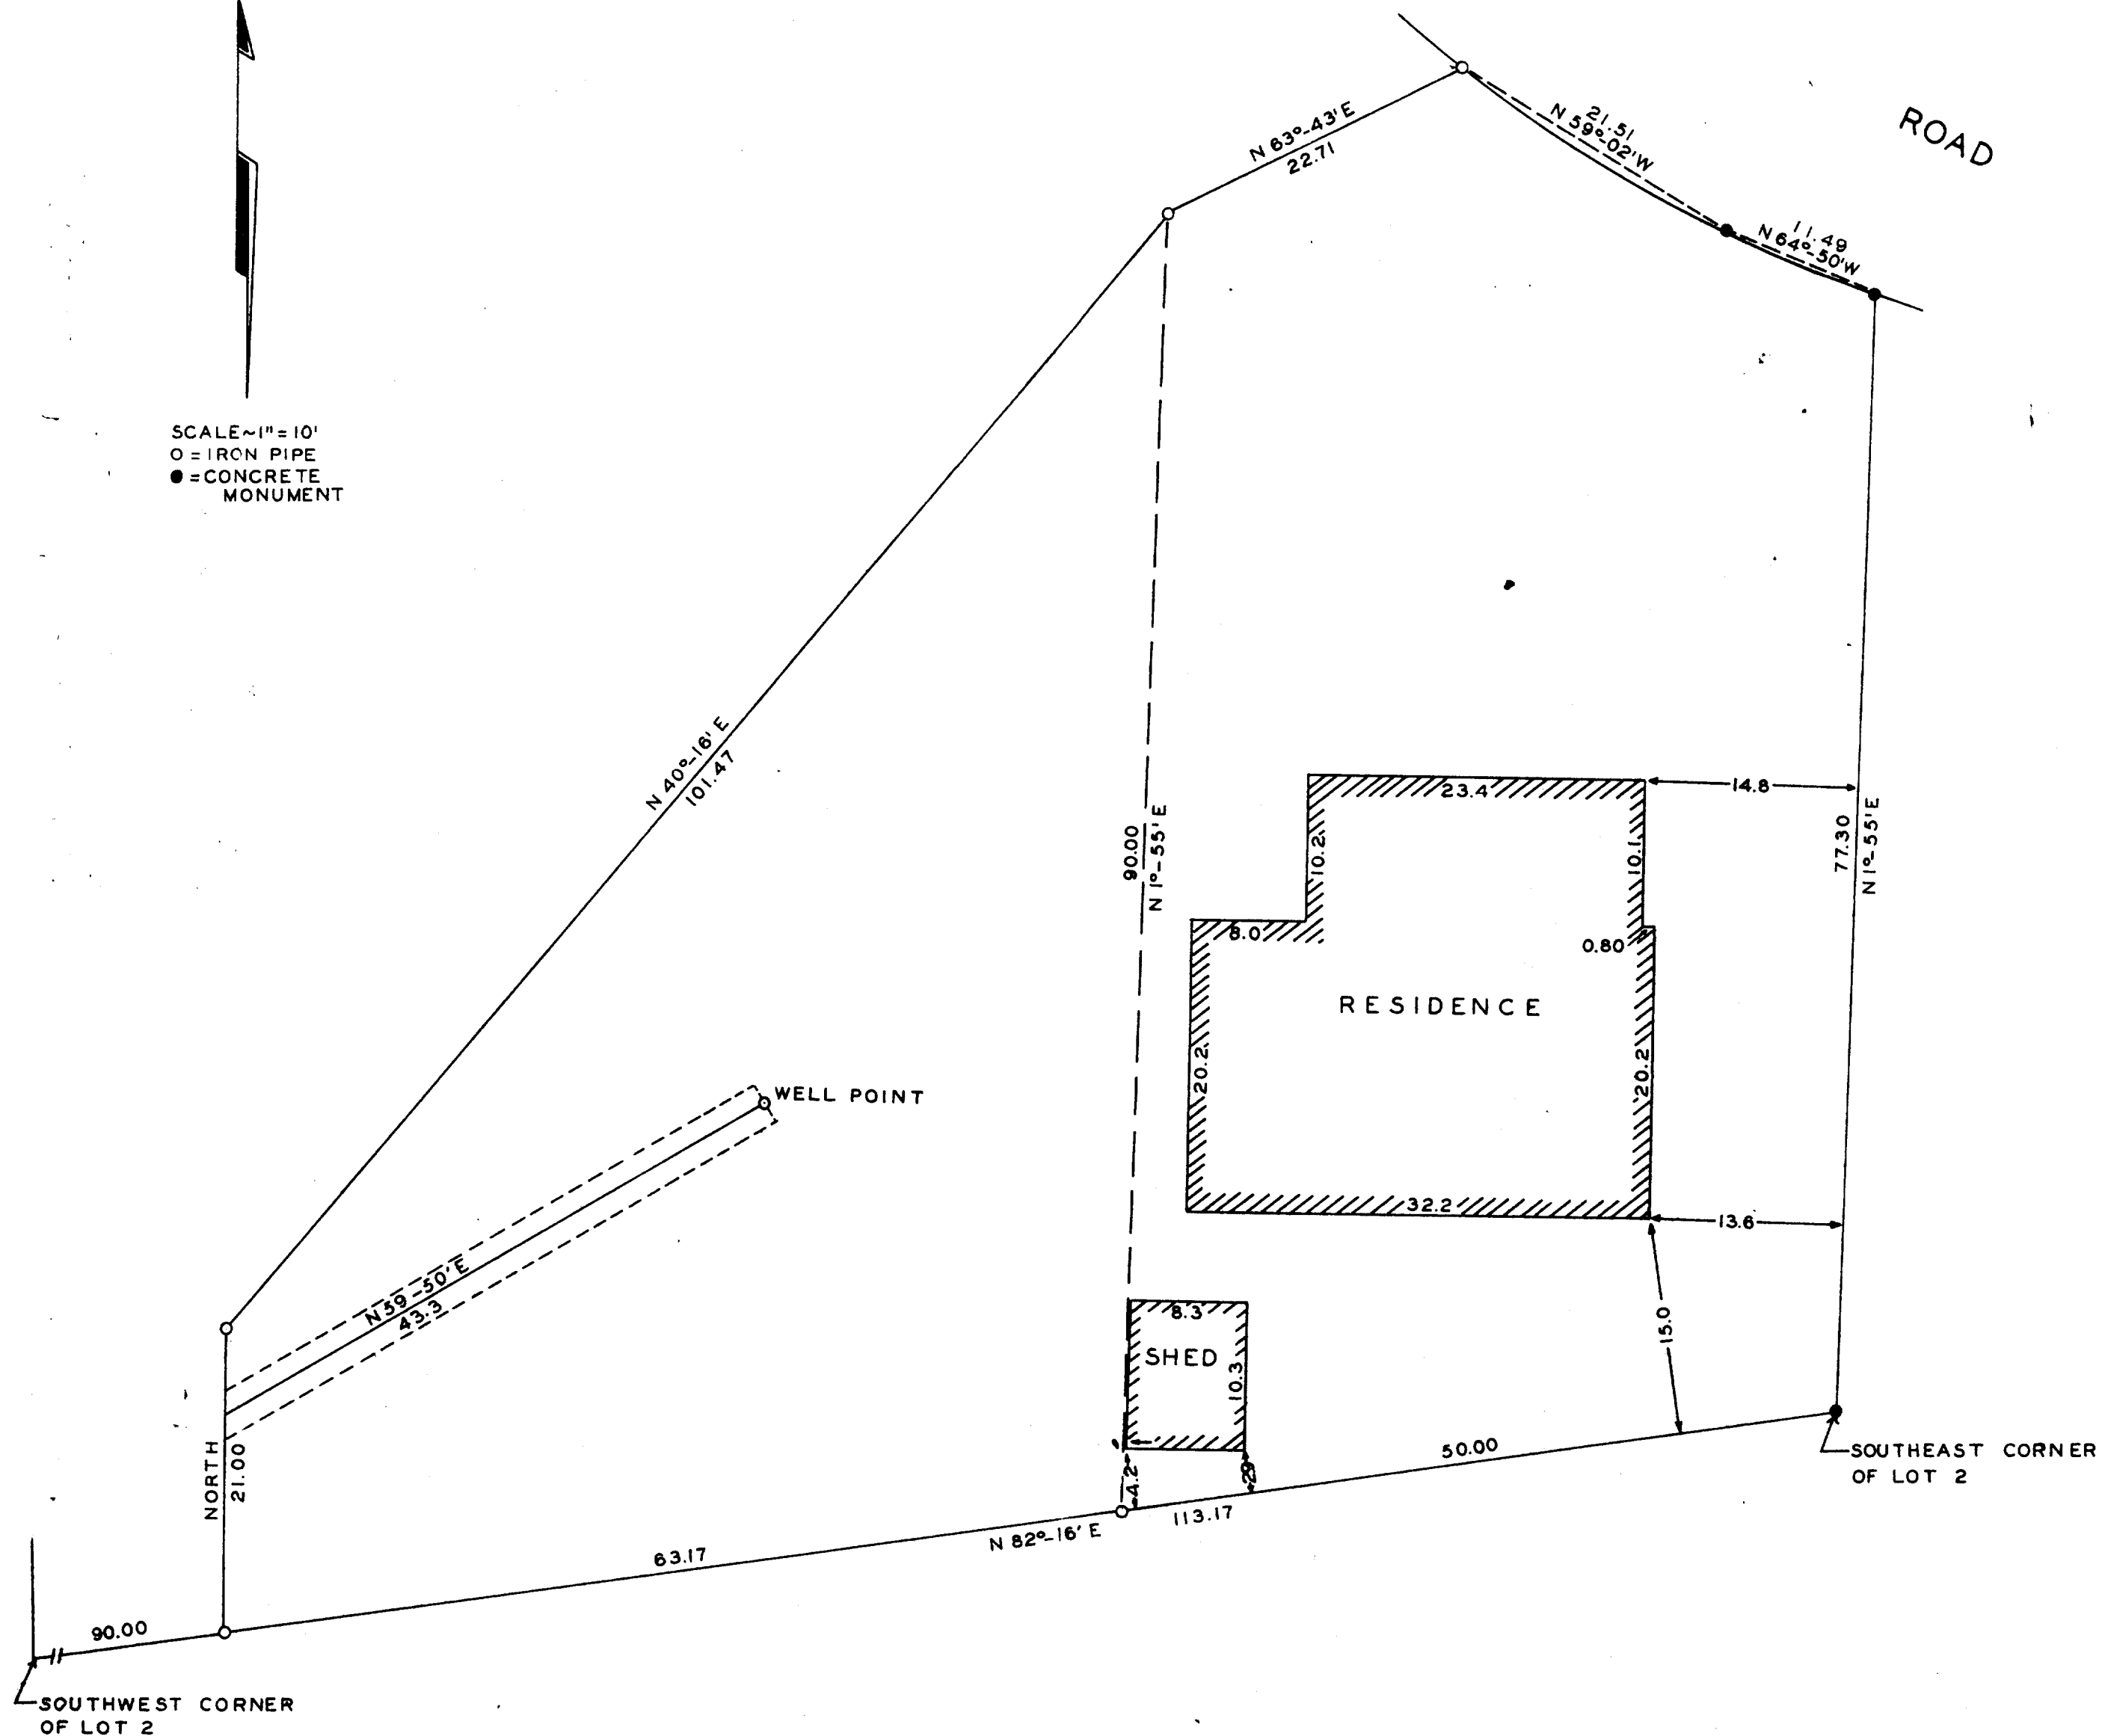 ROAD
21.51
N 59°-02' W
11.49
N 64°-50' W
N 63°-43' E
22.71
SCALE~1"=10'
O = IRON PIPE
● = CONCRETE
MONUMENT
N 40°-16' E
101.47
90.00
N 1°-55' E
23.4
14.8
10.2
10.1
77.30
N 1°-55' E
8.0
0.80
RESIDENCE
20.2
20.2
WELL POINT
32.2
13.6
N 59-50' E
43.3
8.3
SHED
10.3
15.0
4.2
29
NORTH
21.00
50.00
SOUTHEAST CORNER
OF LOT 2
113.17
N 82°-16' E
63.17
90.00
SOUTHWEST CORNER
OF LOT 2